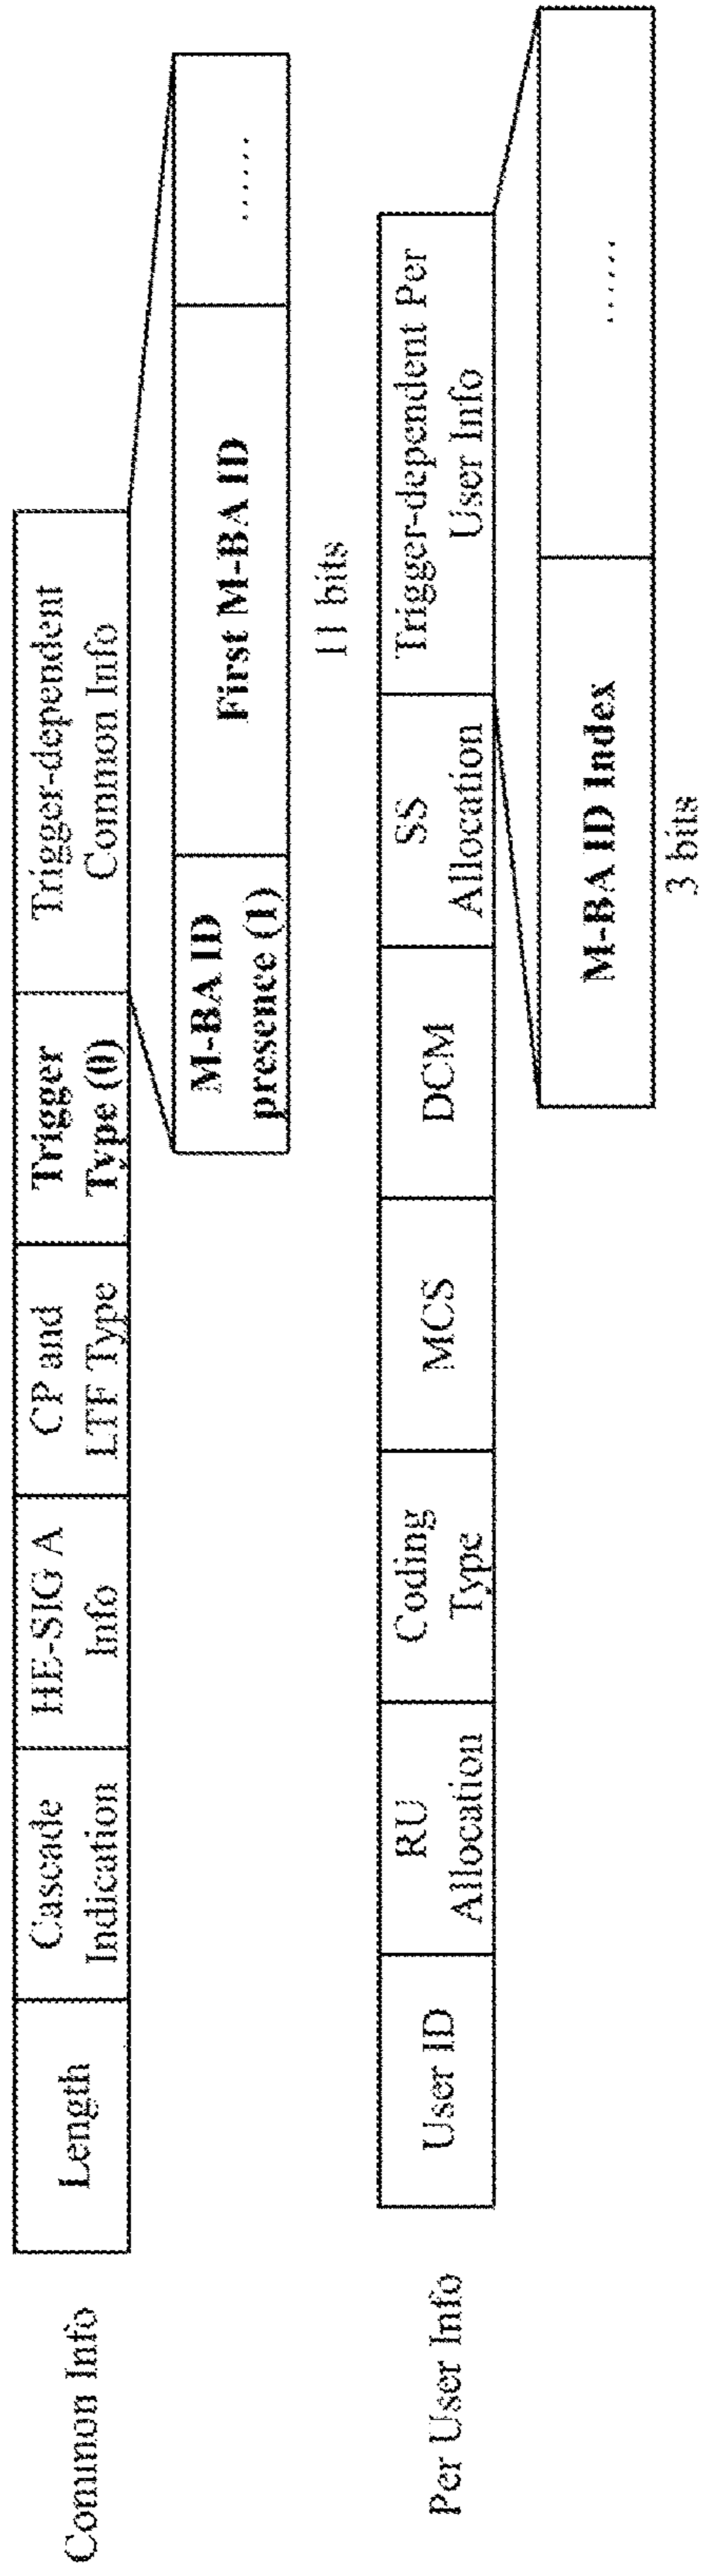 Common Info
Length
Cascade
Indication
HE-SIG A
Info
CP and
LTF Type
Trigger
Type (0)
Trigger-dependent
Common Info
M-BA ID
presence (1)
First M-BA ID
......
11 bits
Per User Info
User ID
RU
Allocation
Coding
Type
MCS
DCM
SS
Allocation
Trigger-dependent Per
User Info
M-BA ID Index
......
3 bits